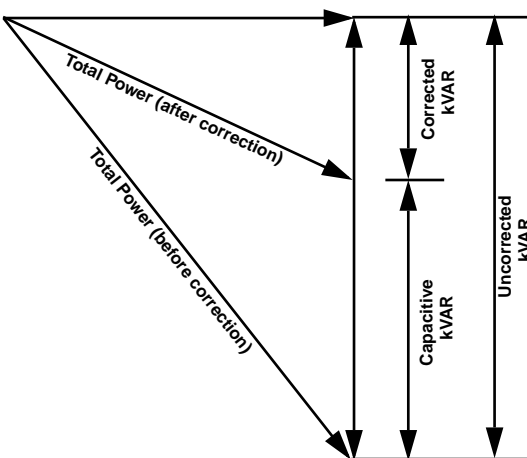 Total Power (after correction)
Total Power (before correction)
Corrected
kVAR
Capacitive
kVAR
Uncorrected
kVAR